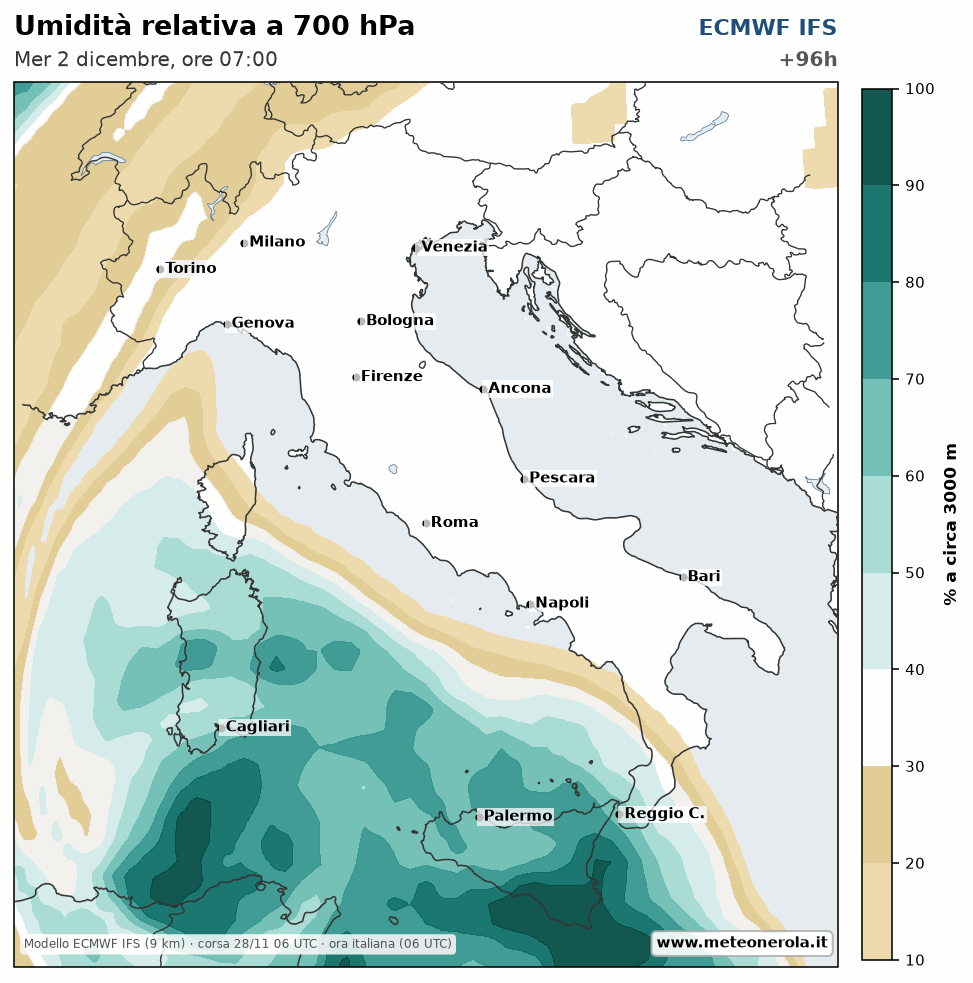 Umidità relativa a 700 hPa
ECMWF IFS
Mer 2 dicembre, ore 07:00
+96h
100
90
80
70
60
50
40
30
20
10
% a circa 3000 m
Milano
Venezia
Torino
Genova
Bologna
Firenze
Ancona
Pescara
Roma
Bari
Napoli
Cagliari
Palermo
Reggio C.
Modello ECMWF IFS (9 km) · corsa 28/11 06 UTC · ora italiana (06 UTC)
www.meteonerola.it